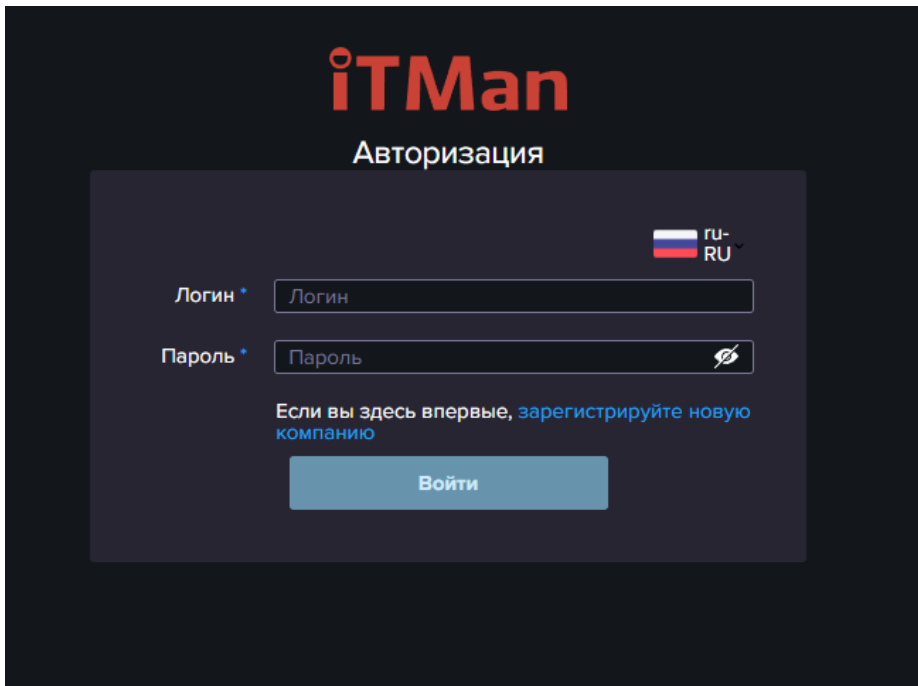 iTMan
Авторизация
ru-
RU
Логин * Логин
Пароль * Пароль
Если вы здесь впервые, зарегистрируйте новую
компанию
Войти